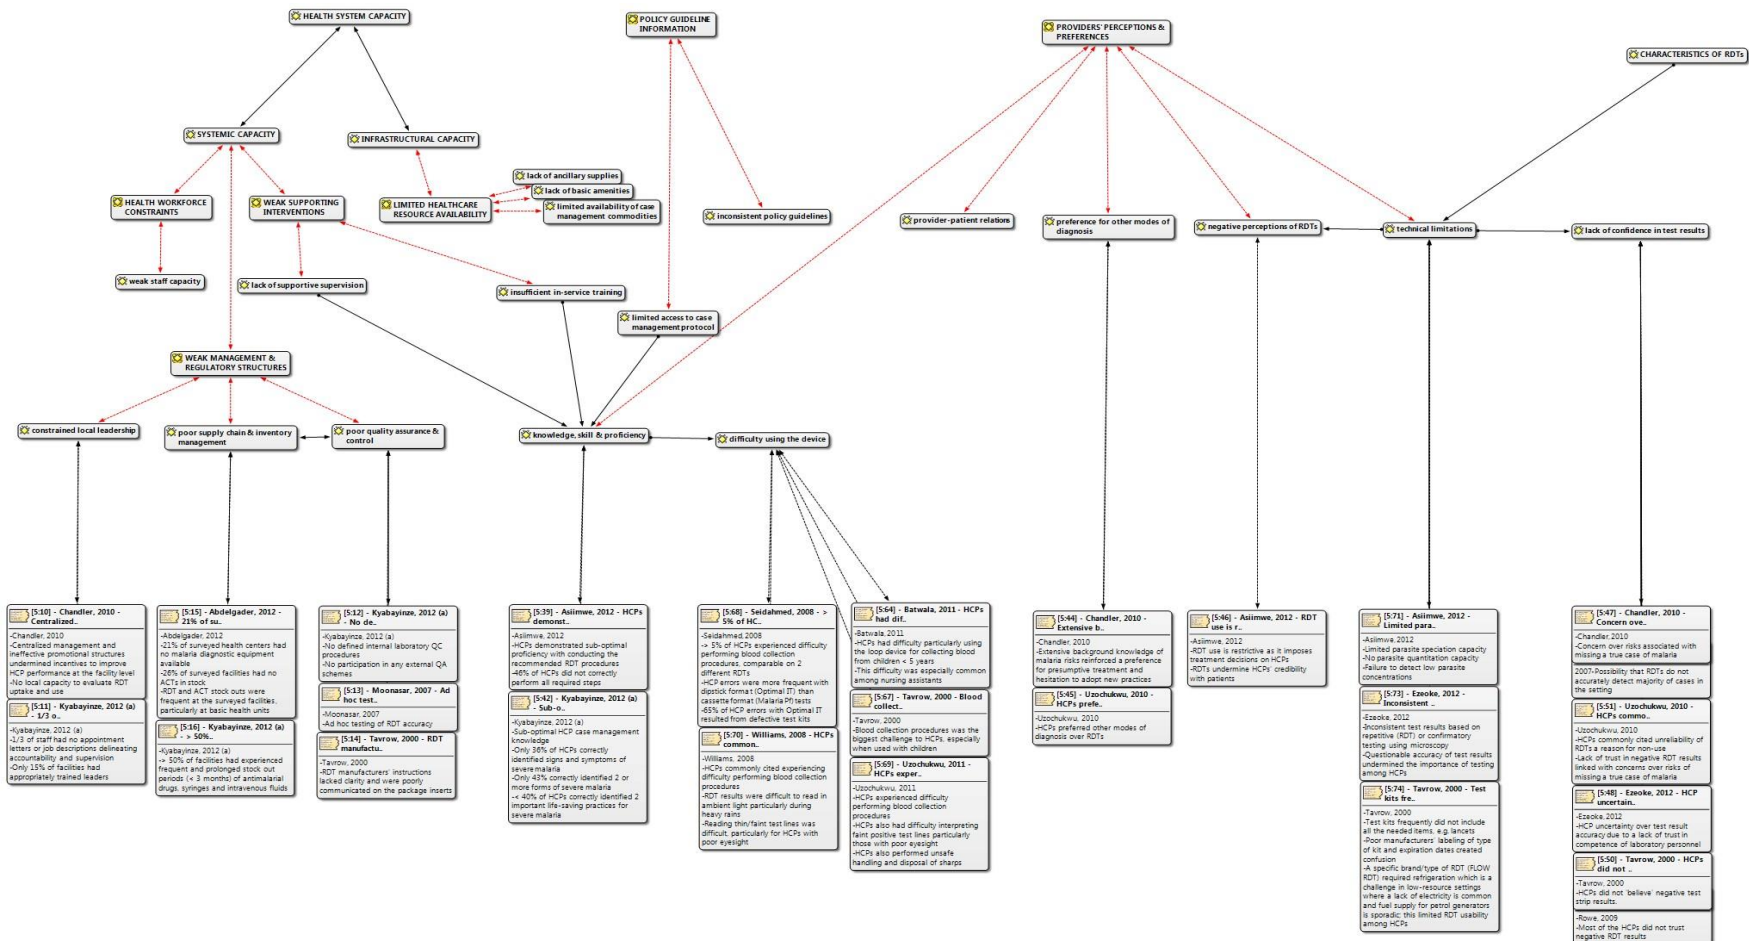 HEALTH SYSTEM CAPACITY
POLICY GUIDELINE
INFORMATION
PROVIDERS' PERCEPTIONS &
PREFERENCES
CHARACTERISTICS OF RDTs
SYSTEMIC CAPACITY
INFRASTRUCTURAL CAPACITY
lack of ancillary supplies
lack of basic amenities
limited availability of case
management commodities
HEALTH WORKFORCE
CONSTRAINTS
WEAK SUPPORTING
INTERVENTIONS
LIMITED HEALTHCARE
RESOURCE AVAILABILITY
inconsistent policy guidelines
provider-patient relations
preference for other modes of
diagnosis
negative perceptions of RDTs
technical limitations
lack of confidence in test results
weak staff capacity
lack of supportive supervision
insufficient in-service training
limited access to case
management protocol
WEAK MANAGEMENT &
REGULATORY STRUCTURES
constrained local leadership
poor supply chain & inventory
management
poor quality assurance &
control
knowledge, skill & proficiency
difficulty using the device
[5:10] - Chandler, 2010 -
Centralized..
-Chandler, 2010
-Centralized management and
ineffective promotional structures
undermined incentives to improve
HCP performance at the facility level
-No local capacity to evaluate RDT
uptake and use
[5:11] - Kyabayinze, 2012 (a)
- 1/3 o..
-Kyabayinze, 2012 (a)
-1/3 of staff had no appointment
letters or job descriptions delineating
accountability and supervision
-Only 15% of facilities had
appropriately trained leaders
[5:15] - Abdelgader, 2012 -
21% of su..
-Abdelgader, 2012
-21% of surveyed health centers had
no malaria diagnostic equipment
available
-26% of surveyed facilities had no
ACTs in stock
-RDT and ACT stock outs were
frequent at the surveyed facilities,
particularly at basic health units
[5:16] - Kyabayinze, 2012 (a)
- > 50%..
-Kyabayinze, 2012 (a)
-> 50% of facilities had experienced
frequent and prolonged stock out
periods (< 3 months) of antimalarial
drugs, syringes and intravenous fluids
[5:12] - Kyabayinze, 2012 (a)
- No de..
-Kyabayinze, 2012 (a)
-No defined internal laboratory QC
procedures
-No participation in any external QA
schemes
[5:13] - Moonasar, 2007 - Ad
hoc test..
-Moonasar, 2007
-Ad hoc testing of RDT accuracy
[5:14] - Tavrow, 2000 - RDT
manufactu..
-Tavrow, 2000
-RDT manufacturers' instructions
lacked clarity and were poorly
communicated on the package inserts
[5:39] - Asiimwe, 2012 - HCPs
demonst..
-Asiimwe, 2012
-HCPs demonstrated sub-optimal
proficiency with conducting the
recommended RDT procedures
-46% of HCPs did not correctly
perform all required steps
[5:42] - Kyabayinze, 2012 (a)
- Sub-o..
-Kyabayinze, 2012 (a)
-Sub-optimal HCP case management
knowledge
-Only 36% of HCPs correctly
identified signs and symptoms of
severe malaria
-Only 43% correctly identified 2 or
more forms of severe malaria
-< 40% of HCPs correctly identified 2
important life-saving practices for
severe malaria
[5:68] - Seidahmed, 2008 - >
5% of HC..
-Seidahmed, 2008
-> 5% of HCPs experienced difficulty
performing blood collection
procedures, comparable on 2
different RDTs
-HCP errors were more frequent with
dipstick format (Optimal IT) than
cassette format (Malaria Pf) tests
-65% of HCP errors with Optimal IT
resulted from defective test kits
[5:70] - Williams, 2008 - HCPs
common..
-Williams, 2008
-HCPs commonly cited experiencing
difficulty performing blood collection
procedures
-RDT results were difficult to read in
ambient light particularly during
heavy rains
-Reading thin/faint test lines was
difficult, particularly for HCPs with
poor eyesight
[5:64] - Batwala, 2011 - HCPs
had dif..
-Batwala, 2011
-HCPs had difficulty particularly using
the loop device for collecting blood
from children < 5 years
-This difficulty was especially common
among nursing assistants
[5:67] - Tavrow, 2000 - Blood
collect..
-Tavrow, 2000
-Blood collection procedures was the
biggest challenge to HCPs, especially
when used with children
[5:69] - Uzochukwu, 2011 -
HCPs exper..
-Uzochukwu, 2011
-HCPs experienced difficulty
performing blood collection
procedures
-HCPs also had difficulty interpreting
faint positive test lines particularly
those with poor eyesight
-HCPs also performed unsafe
handling and disposal of sharps
[5:44] - Chandler, 2010 -
Extensive b..
-Chandler, 2010
-Extensive background knowledge of
malaria risks reinforced a preference
for presumptive treatment and
hesitation to adopt new practices
[5:45] - Uzochukwu, 2010 -
HCPs prefe..
-Uzochukwu, 2010
-HCPs preferred other modes of
diagnosis over RDTs
[5:46] - Asiimwe, 2012 - RDT
use is r..
-Asiimwe, 2012
-RDT use is restrictive as it imposes
treatment decisions on HCPs
-RDTs undermine HCPs' credibility
with patients
[5:71] - Asiimwe, 2012 -
Limited para..
-Asiimwe, 2012
-Limited parasite speciation capacity
-No parasite quantitation capacity
-Failure to detect low parasite
concentrations
[5:73] - Ezeoke, 2012 -
Inconsistent ..
-Ezeoke, 2012
-Inconsistent test results based on
repetitive (RDT) or confirmatory
testing using microscopy
-Questionable accuracy of test results
undermined the importance of testing
among HCPs
[5:74] - Tavrow, 2000 - Test
kits fre..
-Tavrow, 2000
-Test kits frequently did not include
all the needed items, e.g. lancets
-Poor manufacturers' labeling of type
of kit and expiration dates created
confusion
-A specific brand/type of RDT (FLOW
RDT) required refrigeration which is a
challenge in low-resource settings
where a lack of electricity is common
and fuel supply for petrol generators
is sporadic; this limited RDT usability
among HCPs
[5:47] - Chandler, 2010 -
Concern ove..
-Chandler, 2010
-Concern over risks associated with
missing a true case of malaria
2007-Possibility that RDTs do not
accurately detect majority of cases in
the setting
[5:51] - Uzochukwu, 2010 -
HCPs commo..
-Uzochukwu, 2010
-HCPs commonly cited unreliability of
RDTs a reason for non-use
-Lack of trust in negative RDT results
linked with concerns over risks of
missing a true case of malaria
[5:48] - Ezeoke, 2012 - HCP
uncertain..
-Ezeoke, 2012
-HCP uncertainty over test result
accuracy due to a lack of trust in
competence of laboratory personnel
[5:50] - Tavrow, 2000 - HCPs
did not ..
-Tavrow, 2000
-HCPs did not 'believe' negative test
strip results.
-Rowe, 2009
-Most of the HCPs did not trust
negative RDT results